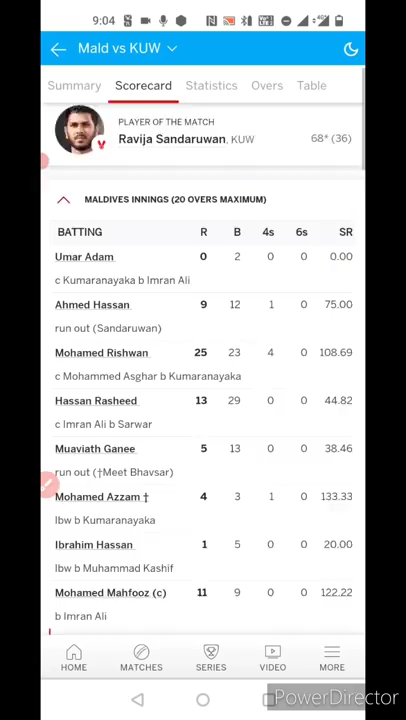 9:04
Mald vs KUW
Summary Scorecard Statistics Overs Table
PLAYER OF THE MATCH
Ravija Sandaruwan, KUW 68* (36)
MALDIVES INNINGS (20 OVERS MAXIMUM)
BATTING R B 4s 6s SR
Umar Adam 0 2 0 0 0.00
c Kumaranayaka b Imran Ali
Ahmed Hassan 9 12 1 0 75.00
run out (Sandaruwan)
Mohamed Rishwan 25 23 4 0 108.69
c Mohammed Asghar b Kumaranayaka
Hassan Rasheed 13 29 0 0 44.82
c Imran Ali b Sarwar
Muaviath Ganee 5 13 0 0 38.46
run out (†Meet Bhavsar)
Mohamed Azzam † 4 3 1 0 133.33
lbw b Kumaranayaka
Ibrahim Hassan 1 5 0 0 20.00
lbw b Muhammad Kashif
Mohamed Mahfooz (c) 11 9 0 0 122.22
b Imran Ali
HOME MATCHES SERIES VIDEO MORE
PowerDirector